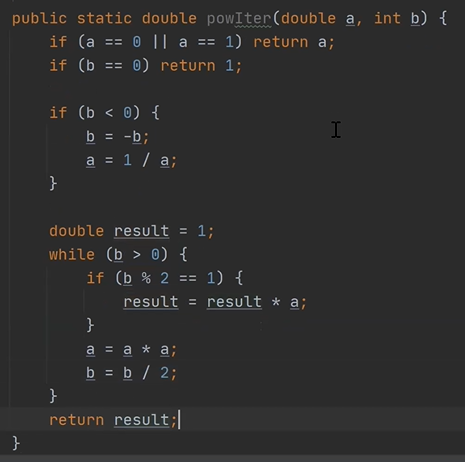 public static double powIter(double a, int b) {
if (a == 0 || a == 1) return a;
if (b == 0) return 1;
if (b < 0) {
b = -b;
a = 1 / a;
}
double result = 1;
while (b > 0) {
if (b % 2 == 1) {
result = result * a;
}
a = a * a;
b = b / 2;
}
return result;
}